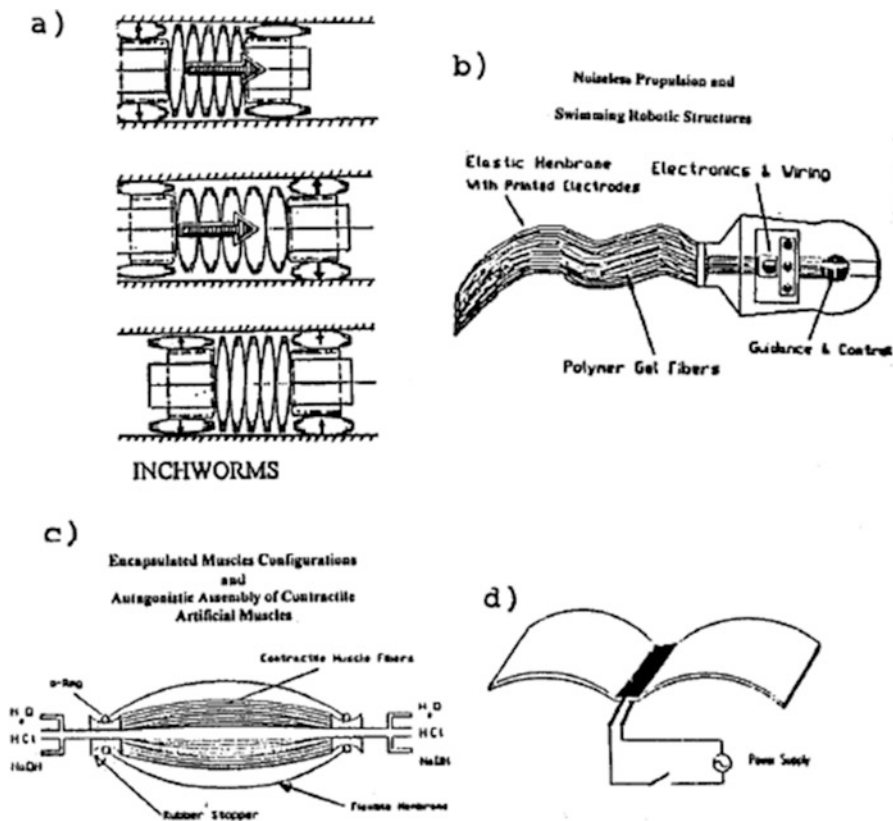 a)
INCHWORMS
b)
Noiseless Propulsion and
Swimming Robotic Structures
Elastic Membrane
With Printed Electrodes
Electronics & Wiring
Polymer Gel Fibers
Guidance & Control
c)
Encapsulated Muscles Configurations
and
Antagonistic Assembly of Contractile
Artificial Muscles
Contractile Muscle Fibers
O-Ring
H2O
HCl
NaOH
H2O
HCl
NaOH
Rubber Stopper
Flexible Membrane
d)
Power Supply